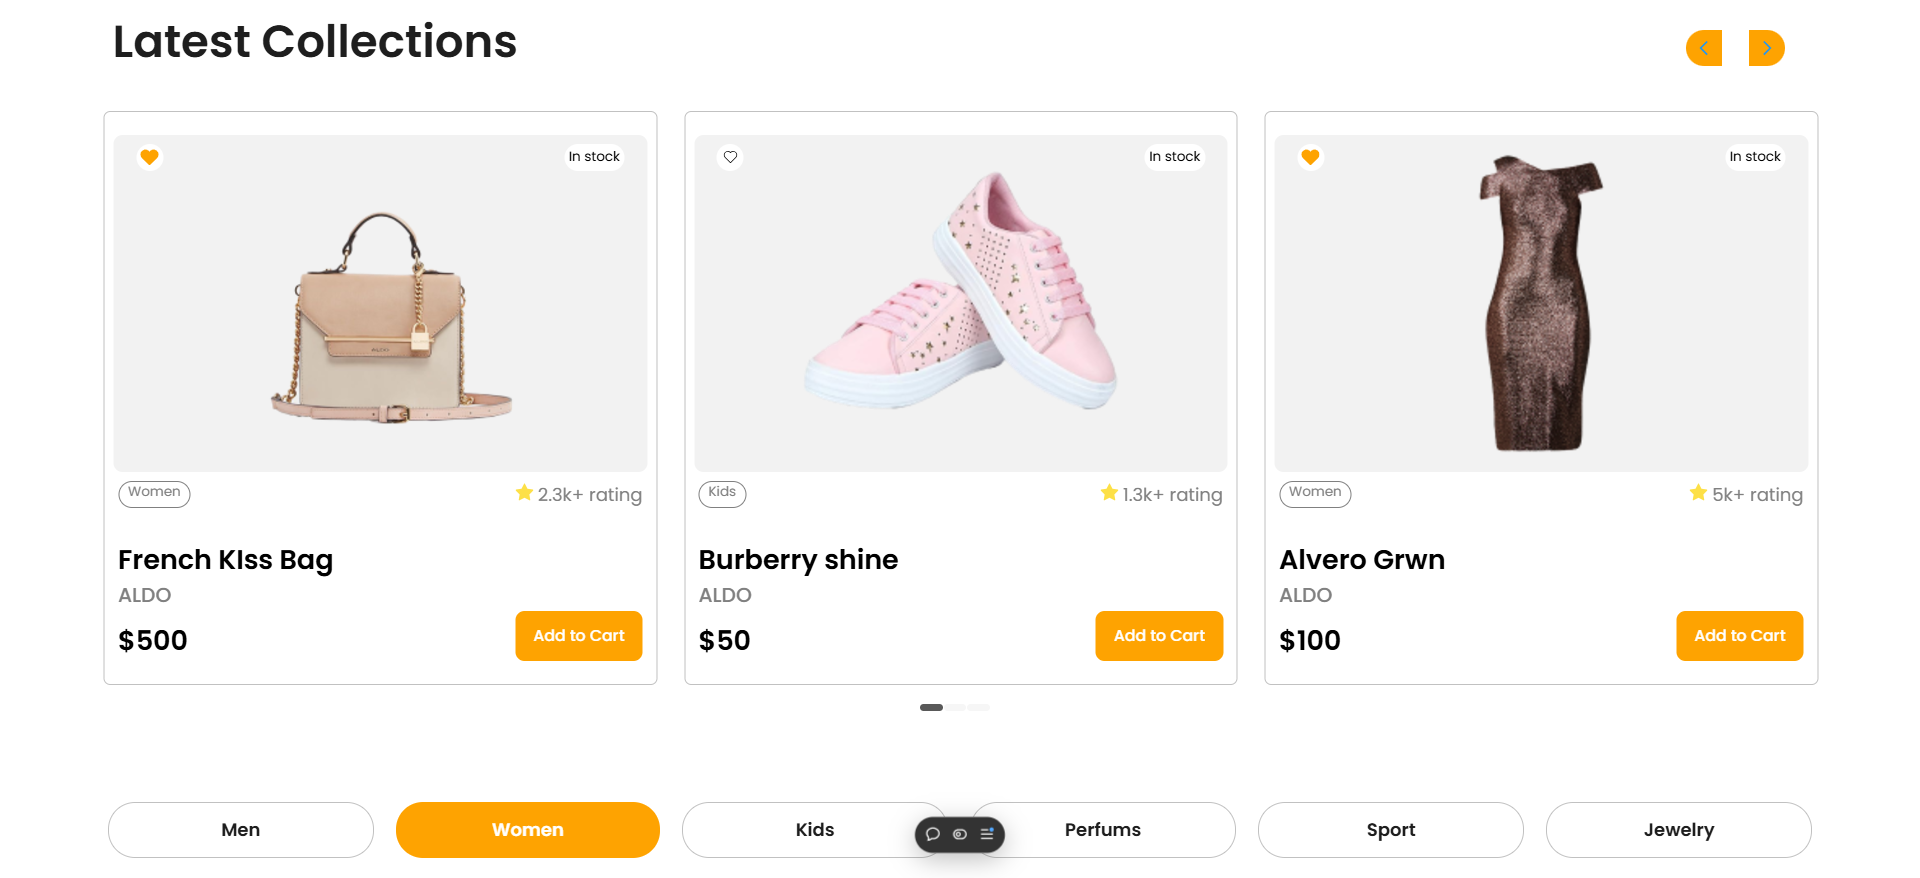 Latest Collections
In stock
In stock
In stock
ALDO
Women
2.3k+ rating
Kids
1.3k+ rating
Women
5k+ rating
French KIss Bag
Burberry shine
Alvero Grwn
ALDO
ALDO
ALDO
$500
Add to Cart
$50
Add to Cart
$100
Add to Cart
Men
Women
Kids
Perfums
Sport
Jewelry